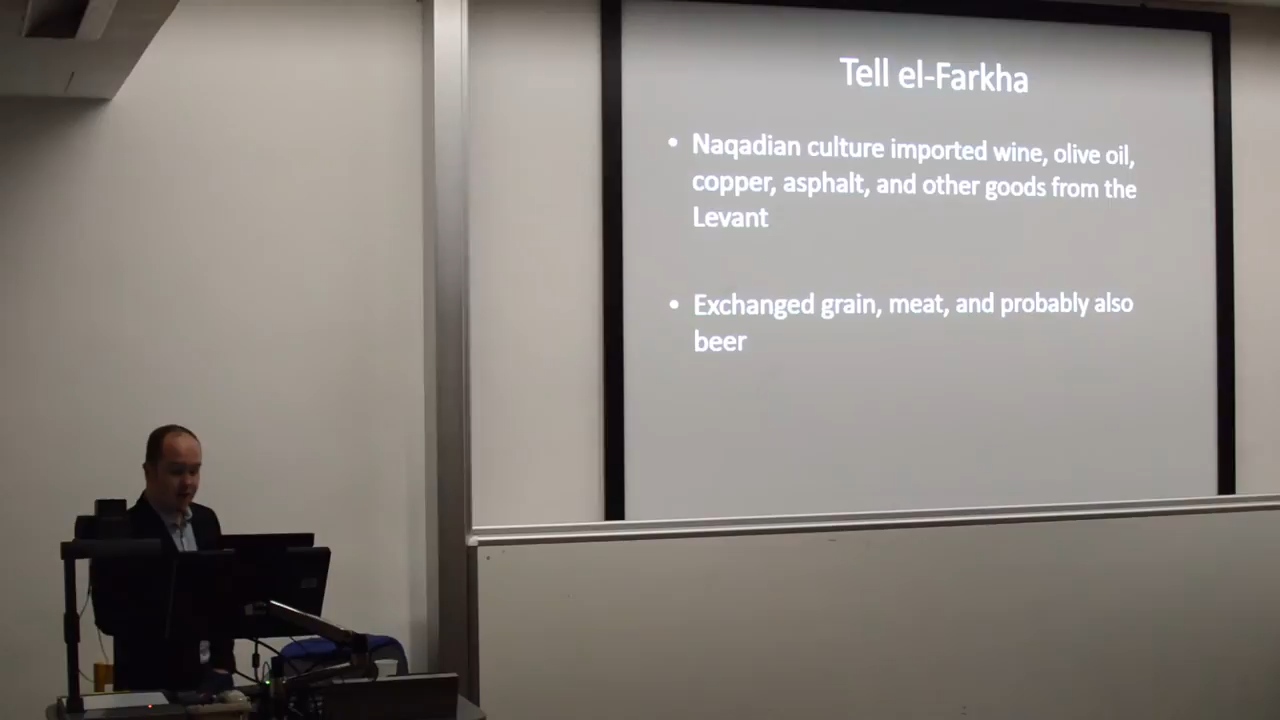 Tell el-Farkha
• Naqadian culture imported wine, olive oil,
copper, asphalt, and other goods from the
Levant
• Exchanged grain, meat, and probably also
beer